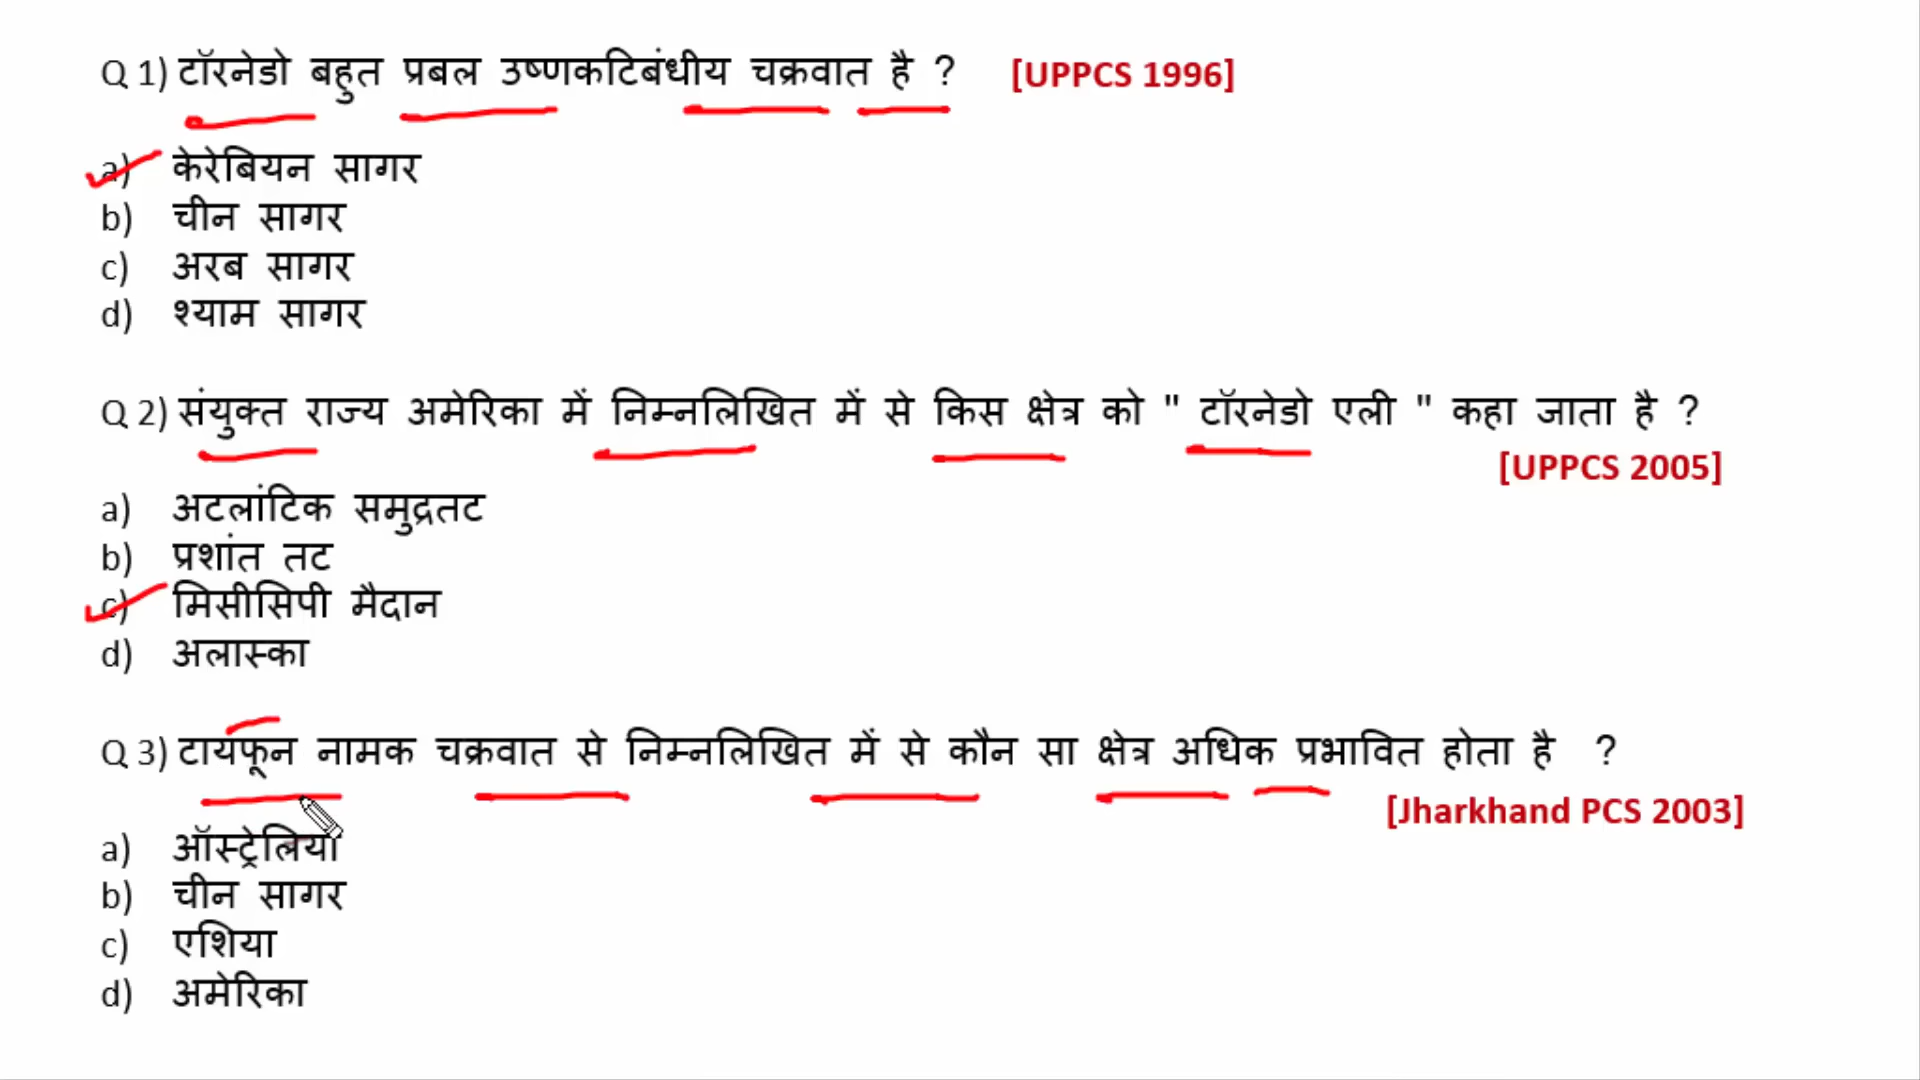 Q 1) टॉरनेडो बहुत प्रबल उष्णकटिबंधीय चक्रवात है ? [UPPCS 1996]
a) केरेबियन सागर
b) चीन सागर
c) अरब सागर
d) श्याम सागर
Q 2) संयुक्त राज्य अमेरिका में निम्नलिखित में से किस क्षेत्र को " टॉरनेडो एली " कहा जाता है ?
[UPPCS 2005]
a) अटलांटिक समुद्रतट
b) प्रशांत तट
c) मिसीसिपी मैदान
d) अलास्का
Q 3) टायफून नामक चक्रवात से निम्नलिखित में से कौन सा क्षेत्र अधिक प्रभावित होता है ?
[Jharkhand PCS 2003]
a) ऑस्ट्रेलिया
b) चीन सागर
c) एशिया
d) अमेरिका